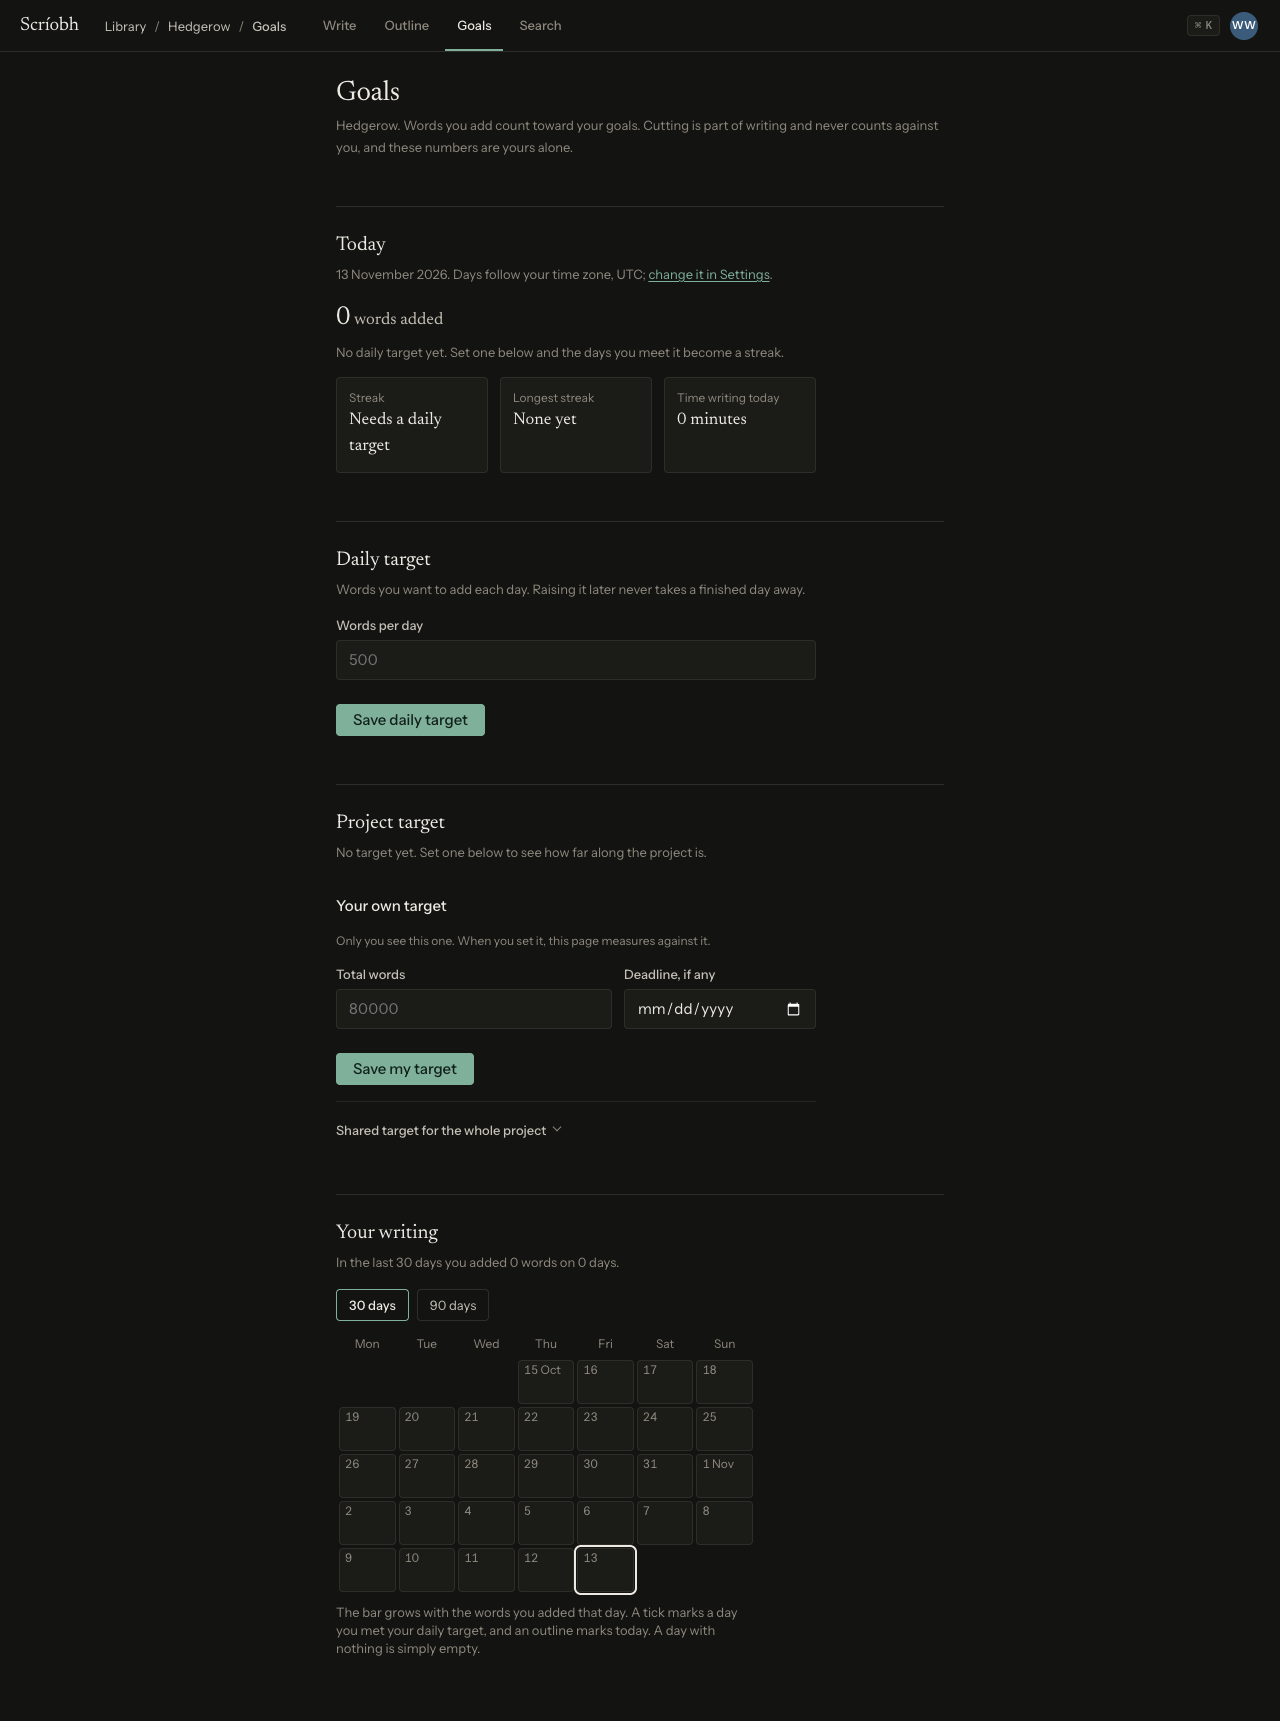 Scríobh
Library / Hedgerow / Goals
Write
Outline
Goals
Search
⌘ K
WW
Goals
Hedgerow. Words you add count toward your goals. Cutting is part of writing and never counts against
you, and these numbers are yours alone.
Today
13 November 2026. Days follow your time zone, UTC; change it in Settings.
0 words added
No daily target yet. Set one below and the days you meet it become a streak.
Streak
Needs a daily
target
Longest streak
None yet
Time writing today
0 minutes
Daily target
Words you want to add each day. Raising it later never takes a finished day away.
Words per day
500
Save daily target
Project target
No target yet. Set one below to see how far along the project is.
Your own target
Only you see this one. When you set it, this page measures against it.
Total words
80000
Deadline, if any
mm/dd/yyyy
Save my target
Shared target for the whole project
Your writing
In the last 30 days you added 0 words on 0 days.
30 days
90 days
Mon Tue Wed Thu Fri Sat Sun
15 Oct 16 17 18
19 20 21 22 23 24 25
26 27 28 29 30 31 1 Nov
2 3 4 5 6 7 8
9 10 11 12 13
The bar grows with the words you added that day. A tick marks a day
you met your daily target, and an outline marks today. A day with
nothing is simply empty.